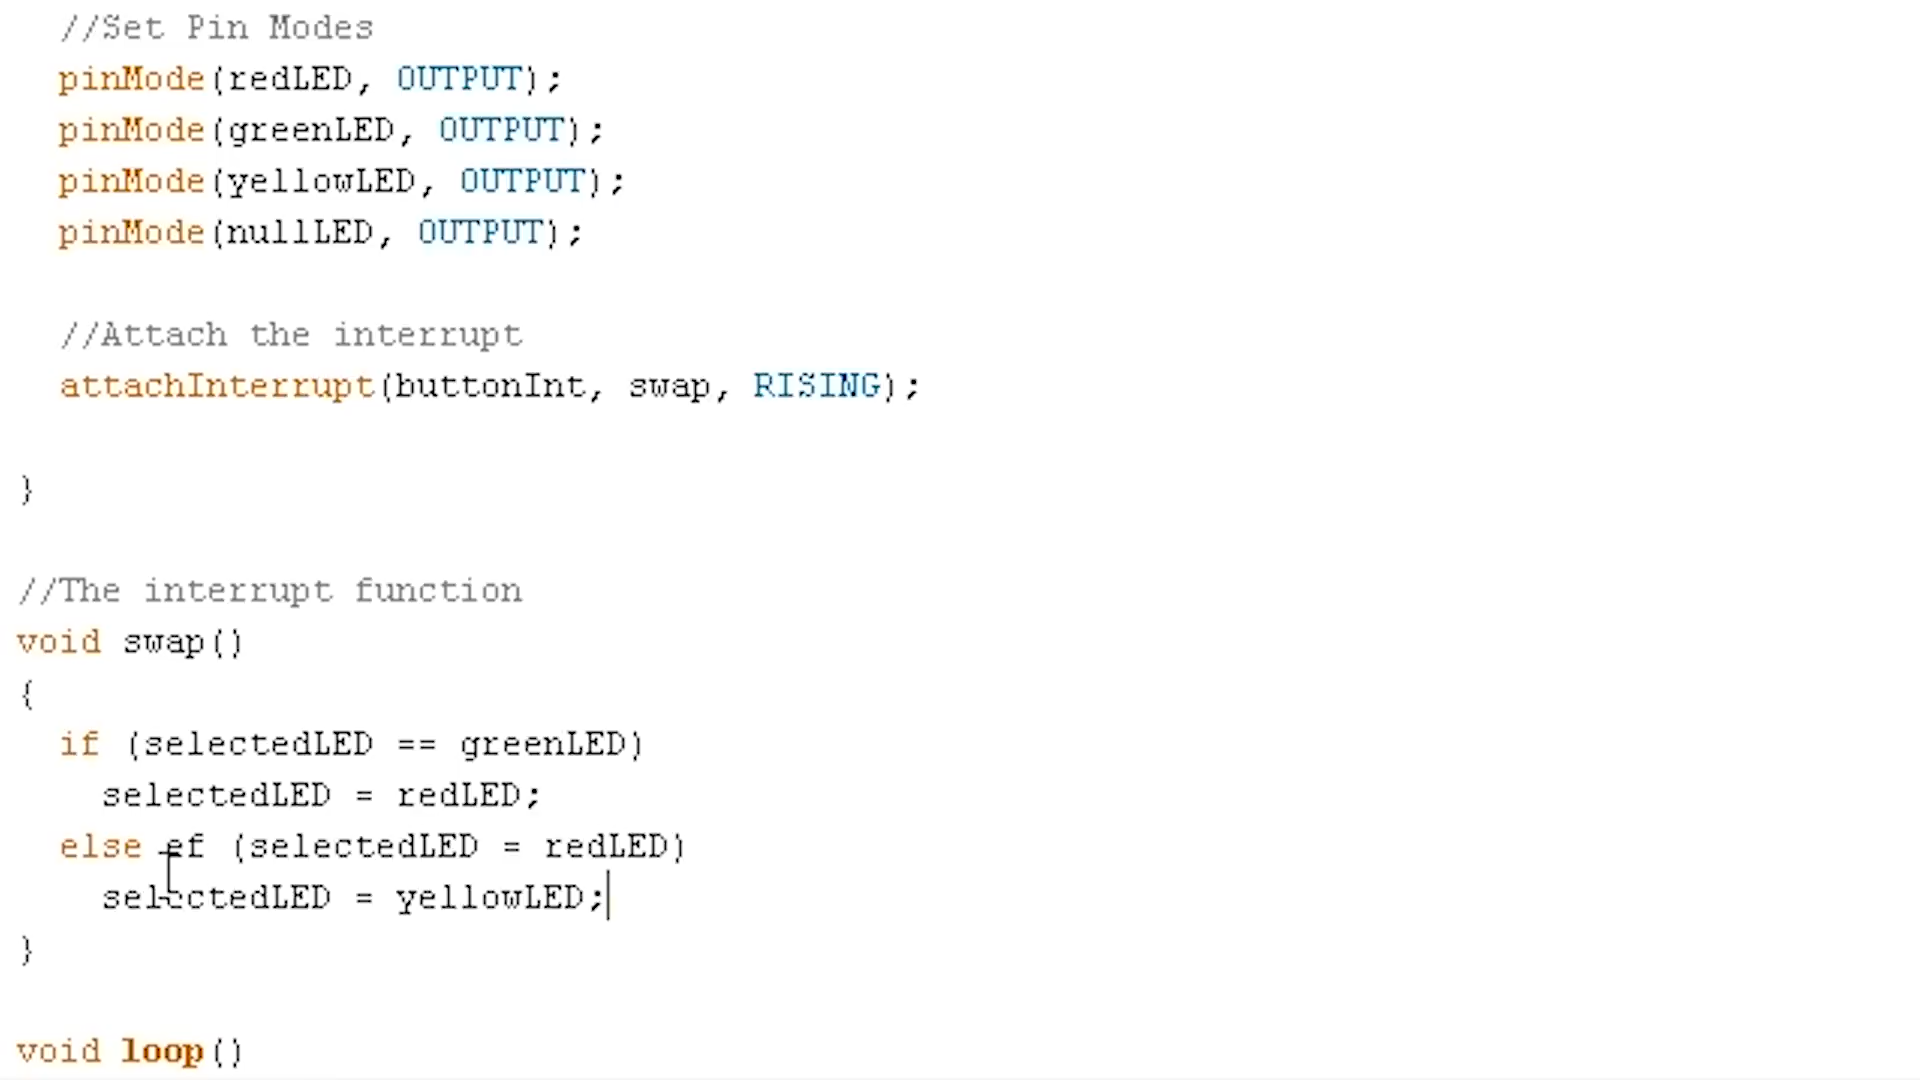 //Set Pin Modes
pinMode(redLED, OUTPUT);
pinMode(greenLED, OUTPUT);
pinMode(yellowLED, OUTPUT);
pinMode(nullLED, OUTPUT);
//Attach the interrupt
attachInterrupt(buttonInt, swap, RISING);
}
//The interrupt function
void swap()
{
if (selectedLED == greenLED)
selectedLED = redLED;
else ef (selectedLED = redLED)
selectedLED = yellowLED;
}
void loop()